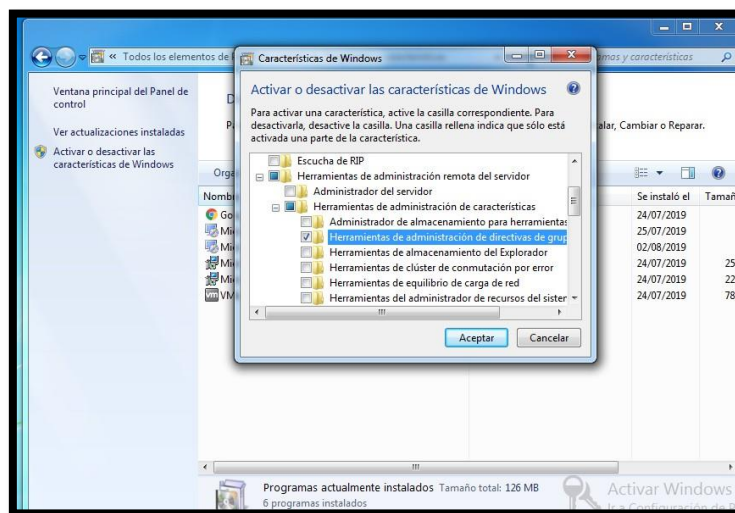 Todos los elementos de
Características de Windows
amas y características
Ventana principal del Panel de
control
Ver actualizaciones instaladas
Activar o desactivar las
características de Windows
Activar o desactivar las características de Windows
Para activar una característica, active la casilla correspondiente. Para
desactivarla, desactive la casilla. Una casilla rellena indica que sólo está
activada una parte de la característica.
alar, Cambiar o Reparar.
Escucha de RIP
Herramientas de administración remota del servidor
Administrador del servidor
Herramientas de administración de características
Administrador de almacenamiento para herramientas
Herramientas de administración de directivas de grup
Herramientas de almacenamiento del Explorador
Herramientas de clúster de conmutación por error
Herramientas de equilibrio de carga de red
Herramientas del administrador de recursos del sister
Aceptar
Cancelar
Orga
Nombr
Se instaló el
Tamañ
Goo
24/07/2019
Mi
25/07/2019
Mi
02/08/2019
Mi
24/07/2019
25
Mi
24/07/2019
22
VM
24/07/2019
78
Programas actualmente instalados Tamaño total: 126 MB
6 programas instalados
Activar Windows